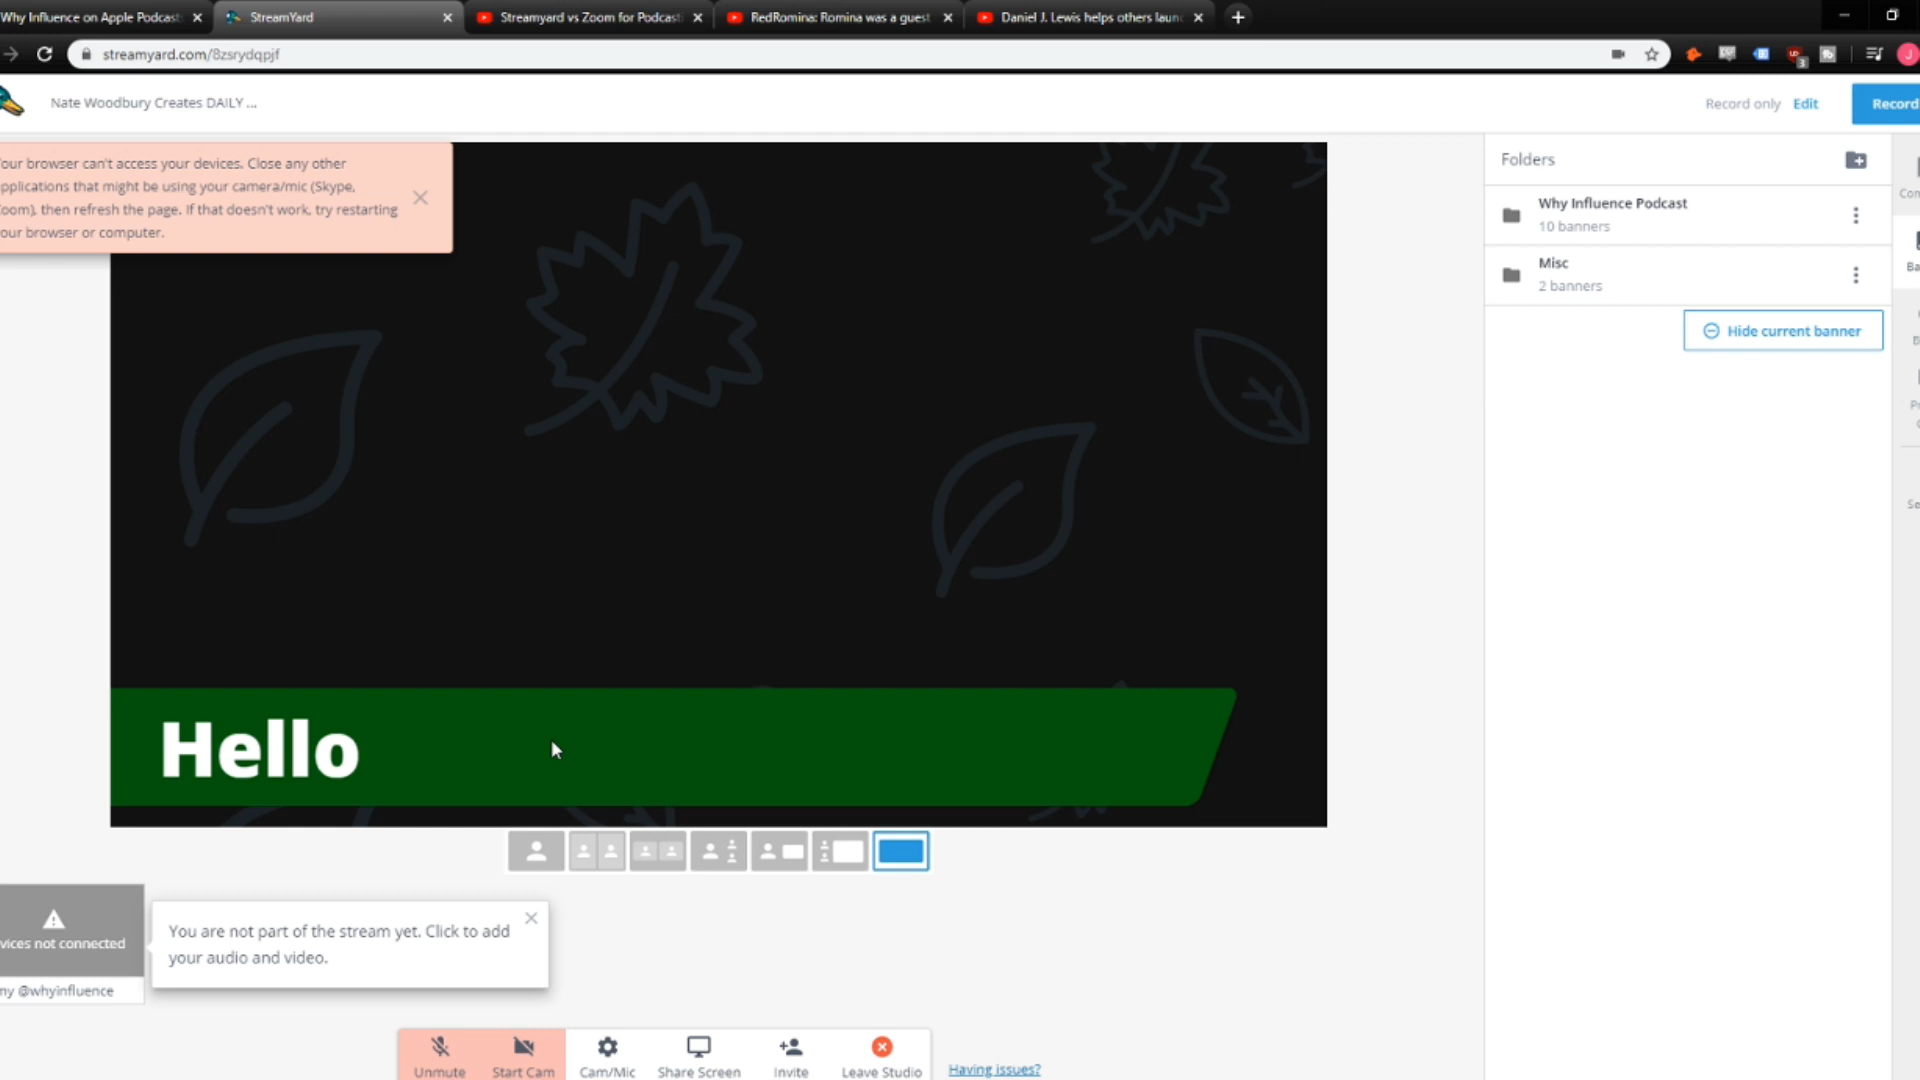 Why Influence on Apple Podcast
StreamYard
Streamyard vs Zoom for Podcast
RedRomina: Romina was a guest
Daniel J. Lewis helps others laun
streamyard.com/8zsrydqpjf
3
J
Nate Woodbury Creates DAILY ...
Record only
Edit
Record
our browser can't access your devices. Close any other
pplications that might be using your camera/mic (Skype,
oom), then refresh the page. If that doesn't work, try restarting
our browser or computer.
Folders
Why Influence Podcast
10 banners
Misc
2 banners
Hide current banner
Con
Ba
B
P
Se
Hello
vices not connected
my @whyinfluence
You are not part of the stream yet. Click to add
your audio and video.
Unmute
Start Cam
Cam/Mic
Share Screen
Invite
Leave Studio
Having issues?